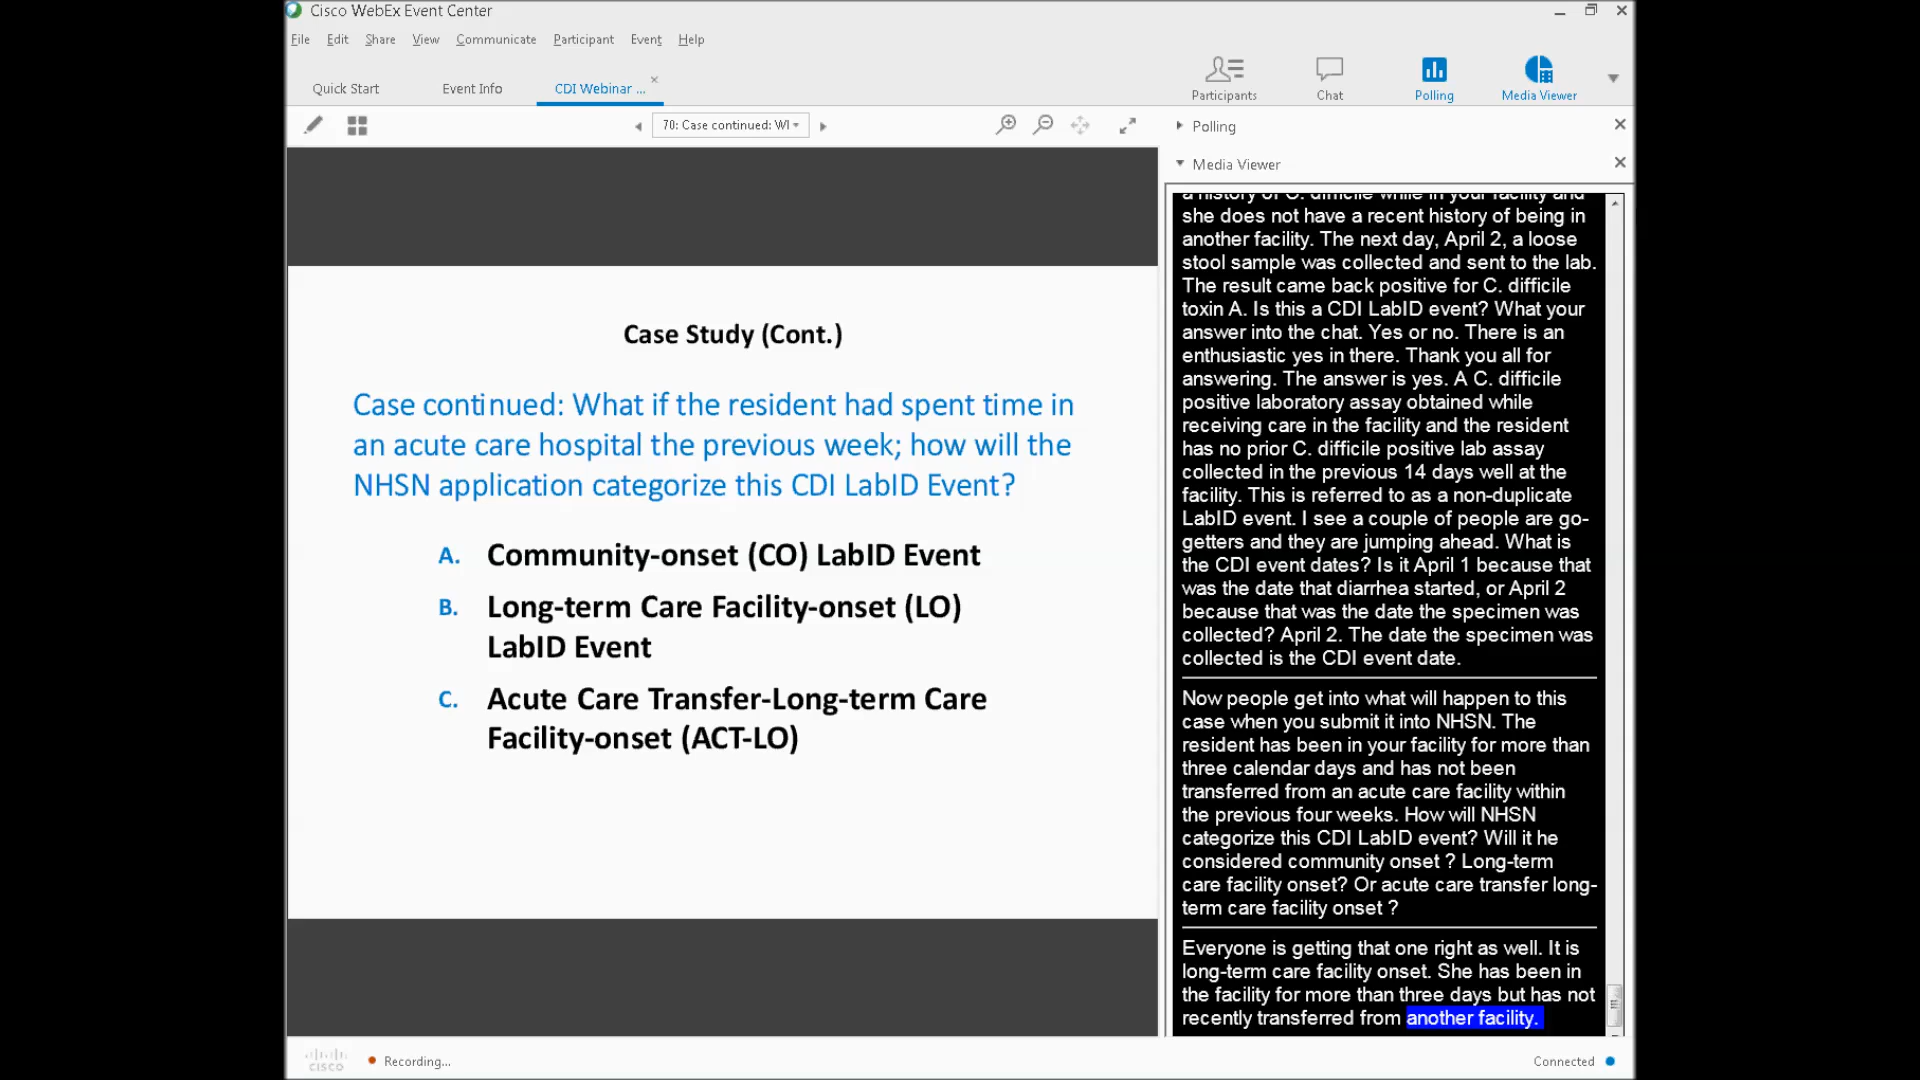 Cisco WebEx Event Center
File Edit Share View Communicate Participant Event Help
Quick Start Event Info CDI Webinar ...
Participants Chat Polling Media Viewer
70: Case continued: WI
Polling
Media Viewer
Case Study (Cont.)
Case continued: What if the resident had spent time in
an acute care hospital the previous week; how will the
NHSN application categorize this CDI LabID Event?
A. Community-onset (CO) LabID Event
B. Long-term Care Facility-onset (LO)
LabID Event
C. Acute Care Transfer-Long-term Care
Facility-onset (ACT-LO)
a history of C. difficile while in your facility and
she does not have a recent history of being in
another facility. The next day, April 2, a loose
stool sample was collected and sent to the lab.
The result came back positive for C. difficile
toxin A. Is this a CDI LabID event? What your
answer into the chat. Yes or no. There is an
enthusiastic yes in there. Thank you all for
answering. The answer is yes. A C. difficile
positive laboratory assay obtained while
receiving care in the facility and the resident
has no prior C. difficile positive lab assay
collected in the previous 14 days well at the
facility. This is referred to as a non-duplicate
LabID event. I see a couple of people are go-
getters and they are jumping ahead. What is
the CDI event dates? Is it April 1 because that
was the date that diarrhea started, or April 2
because that was the date the specimen was
collected? April 2. The date the specimen was
collected is the CDI event date.
Now people get into what will happen to this
case when you submit it into NHSN. The
resident has been in your facility for more than
three calendar days and has not been
transferred from an acute care facility within
the previous four weeks. How will NHSN
categorize this CDI LabID event? Will it he
considered community onset ? Long-term
care facility onset? Or acute care transfer long-
term care facility onset ?
Everyone is getting that one right as well. It is
long-term care facility onset. She has been in
the facility for more than three days but has not
recently transferred from another facility.
cisco Recording... Connected